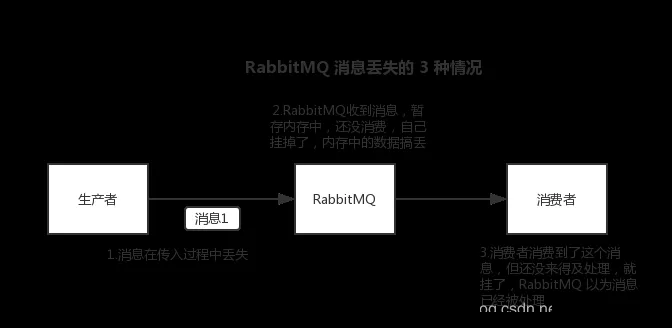 RabbitMQ 消息丢失的 3 种情况
2.RabbitMQ收到消息，暂
存内存中，还没消费，自己
挂掉了，内存中的数据搞丢
生产者
消息1
RabbitMQ
消费者
1.消息在传入过程中丢失
3.消费者消费到了这个消
息，但还没来得及处理，就
挂了，RabbitMQ 以为消息
已经被处理
og.csdn.ne